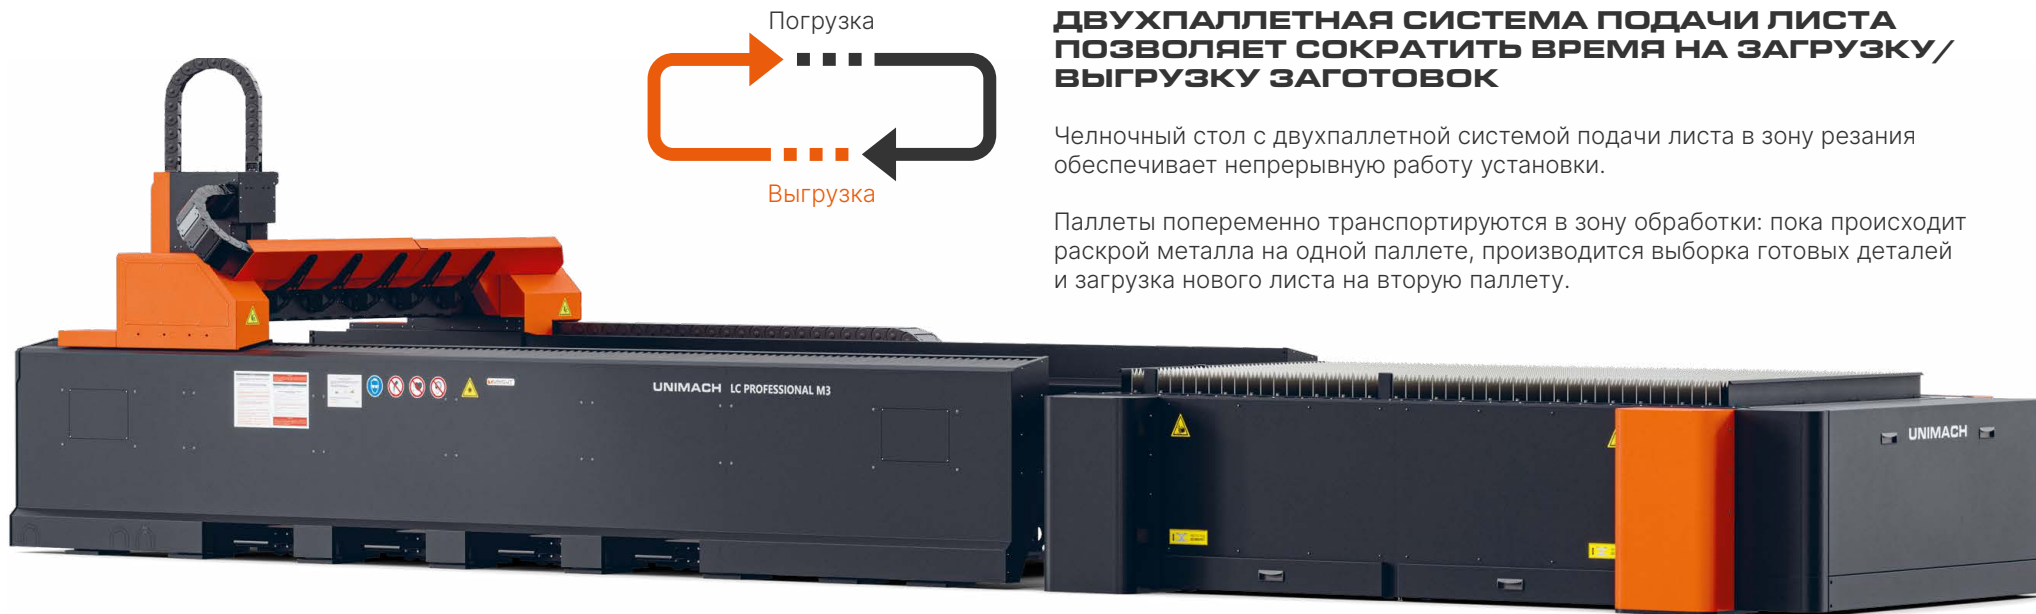 Погрузка
Выгрузка
ДВУХПАЛЛЕТНАЯ СИСТЕМА ПОДАЧИ ЛИСТА
ПОЗВОЛЯЕТ СОКРАТИТЬ ВРЕМЯ НА ЗАГРУЗКУ/
ВЫГРУЗКУ ЗАГОТОВОК
Челночный стол с двухпаллетной системой подачи листа в зону резания
обеспечивает непрерывную работу установки.
Паллеты попеременно транспортируются в зону обработки: пока происходит
раскрой металла на одной паллете, производится выборка готовых деталей
и загрузка нового листа на вторую паллету.
UNIMACH LC PROFESSIONAL M3
UNIMACH